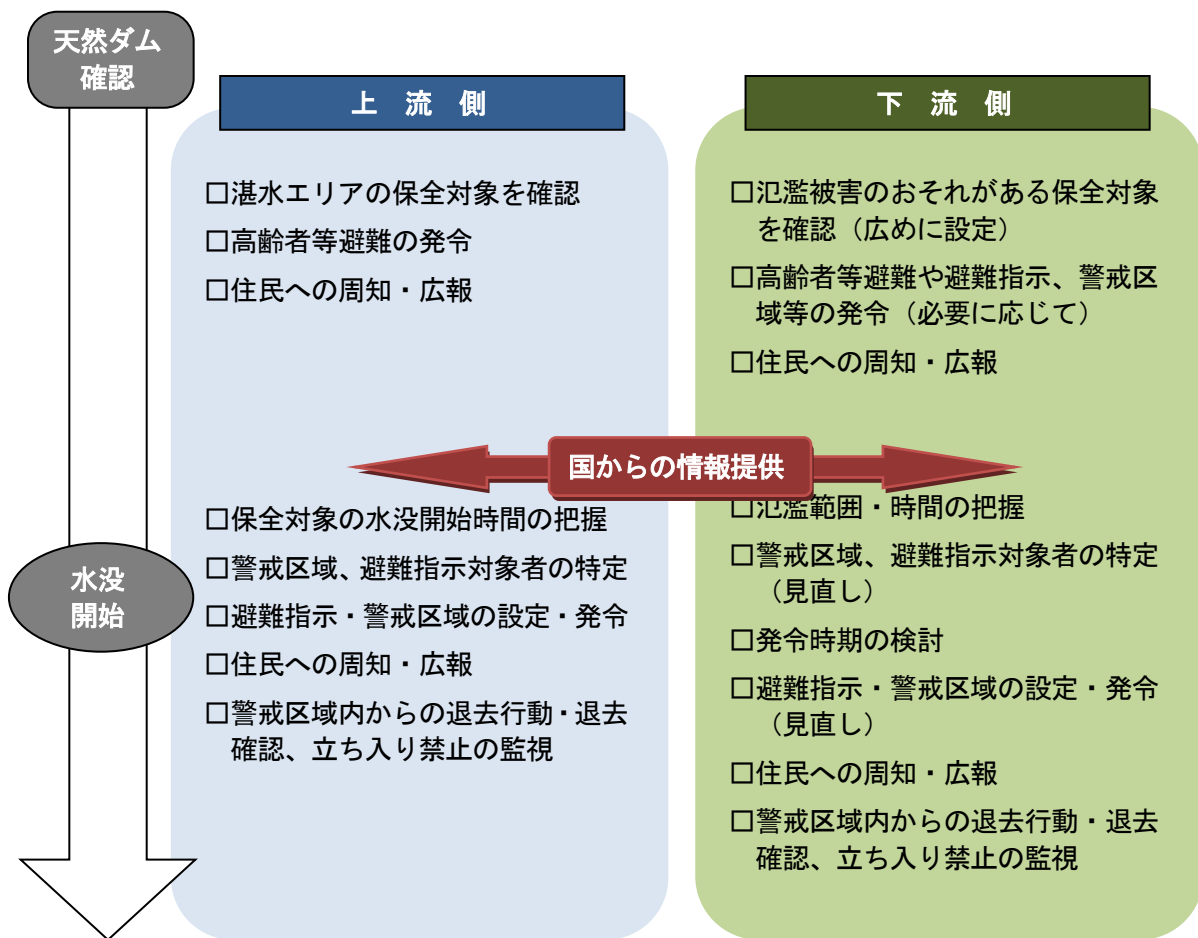 天然ダム
確認
上　流　側
□湛水エリアの保全対象を確認
□高齢者等避難の発令
□住民への周知・広報
下　流　側
□氾濫被害のおそれがある保全対象
を確認（広めに設定）
□高齢者等避難や避難指示、警戒区
域等の発令（必要に応じて）
□住民への周知・広報
国からの情報提供
水没
開始
□保全対象の水没開始時間の把握
□警戒区域、避難指示対象者の特定
□避難指示・警戒区域の設定・発令
□住民への周知・広報
□警戒区域内からの退去行動・退去
確認、立ち入り禁止の監視
□氾濫範囲・時間の把握
□警戒区域、避難指示対象者の特定
（見直し）
□発令時期の検討
□避難指示・警戒区域の設定・発令
（見直し）
□住民への周知・広報
□警戒区域内からの退去行動・退去
確認、立ち入り禁止の監視